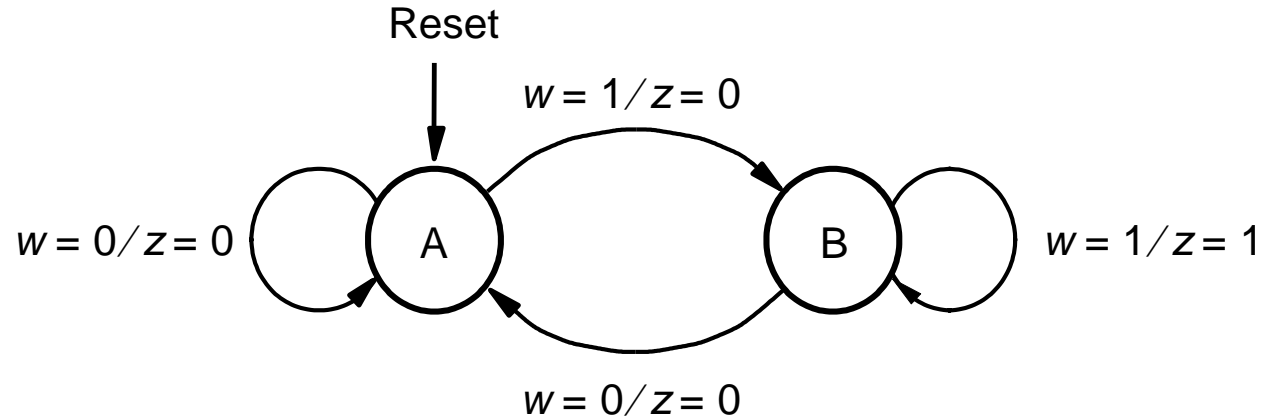 Reset
w = 1/z = 0
w = 0/z = 0
A
B
w = 1/z = 1
w = 0/z = 0